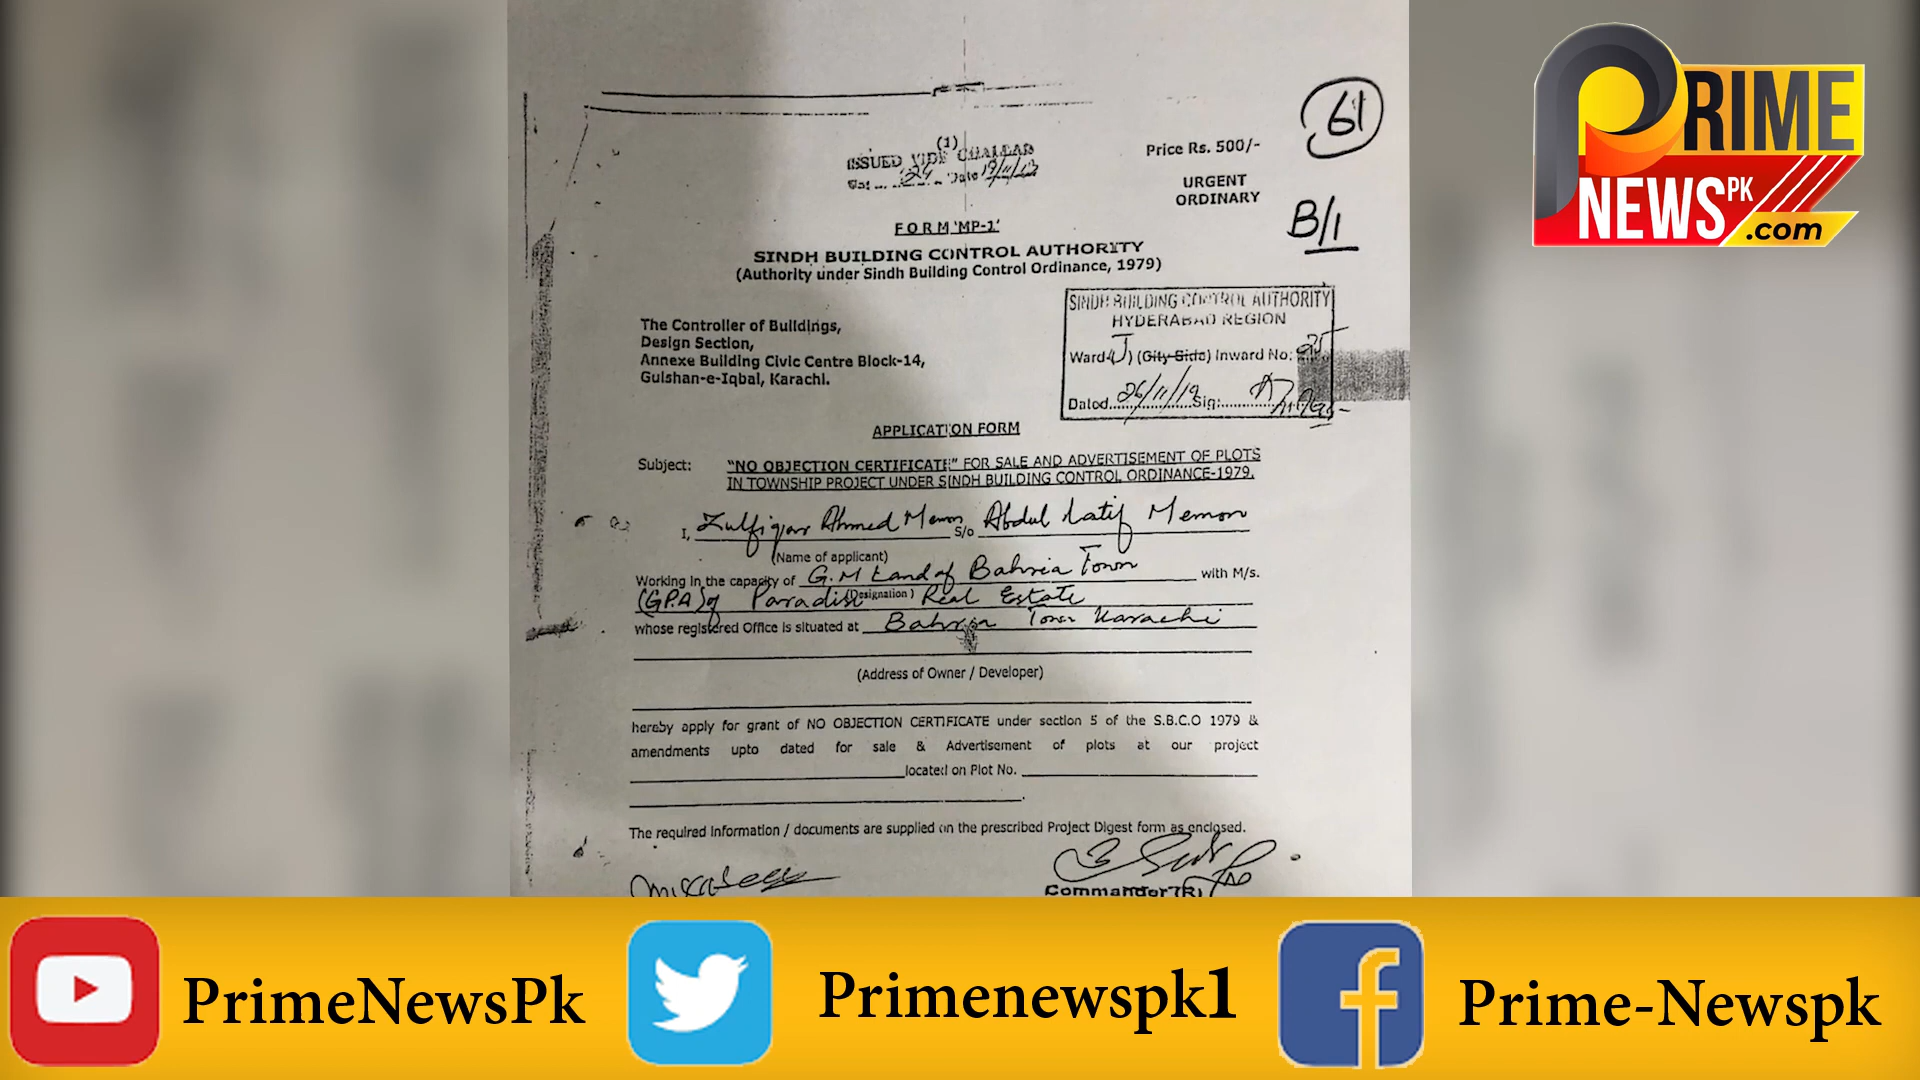 61
(1)
ISSUED VIDE CHALLAN
Price Rs. 500/-
URGENT
ORDINARY
B/1
FORM 'MP-1'
SINDH BUILDING CONTROL AUTHORITY
(Authority under Sindh Building Control Ordinance, 1979)
The Controller of Buildings,
Design Section,
Annexe Building Civic Centre Block-14,
Gulshan-e-Iqbal, Karachi.
SINDH BUILDING CONTROL AUTHORITY
HYDERABAD REGION
Ward (J) (City Side) Inward No:
Dated 26/11/19 Sig:
APPLICATION FORM
Subject: "NO OBJECTION CERTIFICATE" FOR SALE AND ADVERTISEMENT OF PLOTS
IN TOWNSHIP PROJECT UNDER SINDH BUILDING CONTROL ORDINANCE-1979.
I, Zulfiqar Ahmed Memon S/o Abdul Latif Memon
(Name of applicant)
Working in the capacity of G.M Land of Bahria Town with M/s.
(G.P.A) of Paradise (Designation) Real Estate
whose registered Office is situated at Bahria Town Karachi
(Address of Owner / Developer)
hereby apply for grant of NO OBJECTION CERTIFICATE under section 5 of the S.B.C.O 1979 &
amendments upto dated for sale & Advertisement of plots at our project
located on Plot No.
The required Information / documents are supplied on the prescribed Project Digest form as enclosed.
Commander (R)
PRIME
NEWS PK
.com
PrimeNewsPk
Primenewspk1
Prime-Newspk